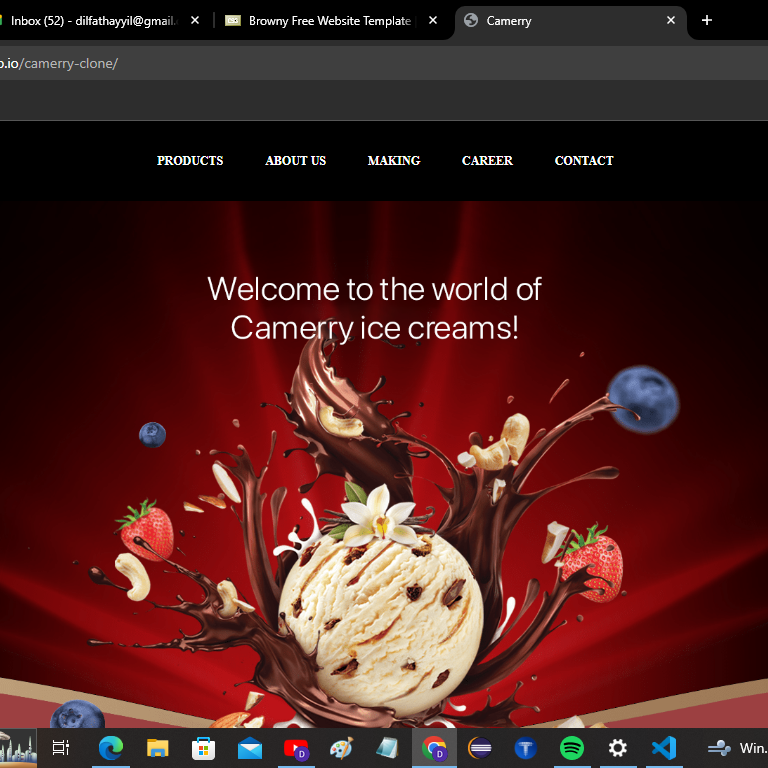 Inbox (52) - dilfathayyil@gmail.
Browny Free Website Template
Camerry
o.io/camerry-clone/
PRODUCTS ABOUT US MAKING CAREER CONTACT
Welcome to the world of
Camerry ice creams!
D
D
Win.